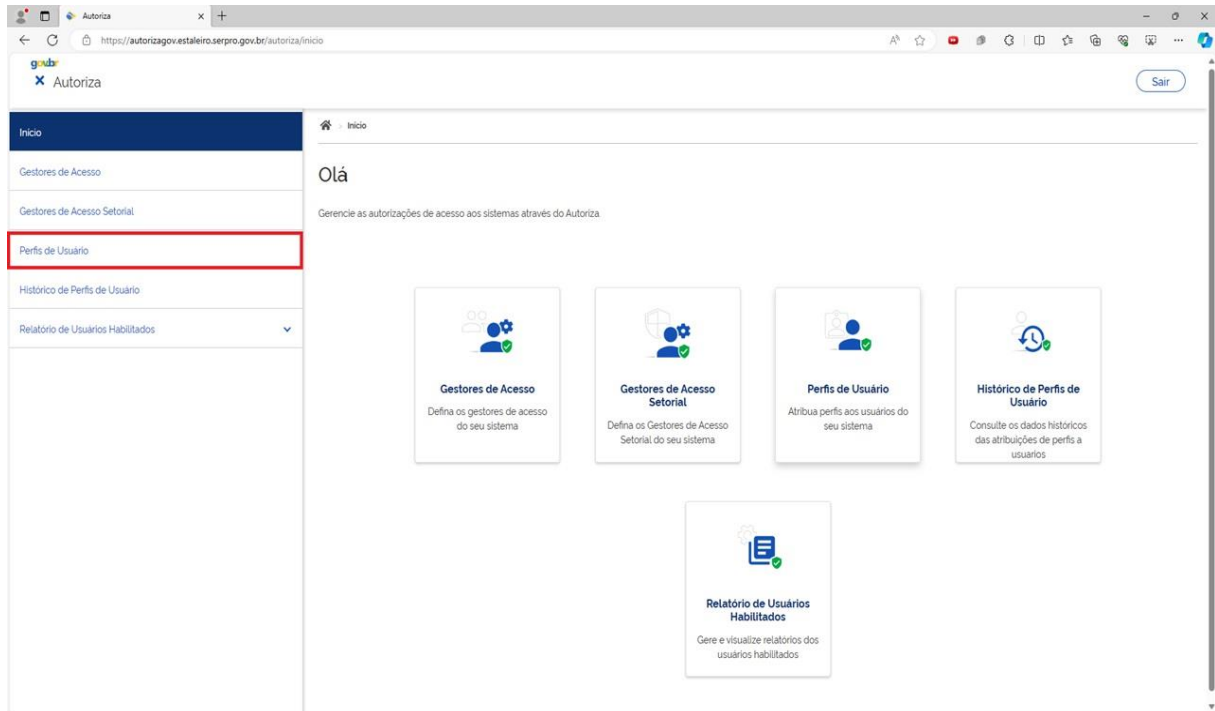 Autoriza
https://autorizagov.estaleiro.serpro.gov.br/autoriza/inicio
gov.br
Autoriza
Sair
Início
Gestores de Acesso
Gestores de Acesso Setorial
Perfis de Usuário
Histórico de Perfis de Usuário
Relatório de Usuários Habilitados
Início
Olá
Gerencie as autorizações de acesso aos sistemas através do Autoriza.
Gestores de Acesso
Defina os gestores de acesso
do seu sistema
Gestores de Acesso
Setorial
Defina os Gestores de Acesso
Setorial do seu sistema
Perfis de Usuário
Atribua perfis aos usuários do
seu sistema
Histórico de Perfis de
Usuário
Consulte os dados históricos
das atribuições de perfis a
usuários
Relatório de Usuários
Habilitados
Gere e visualize relatórios dos
usuários habilitados